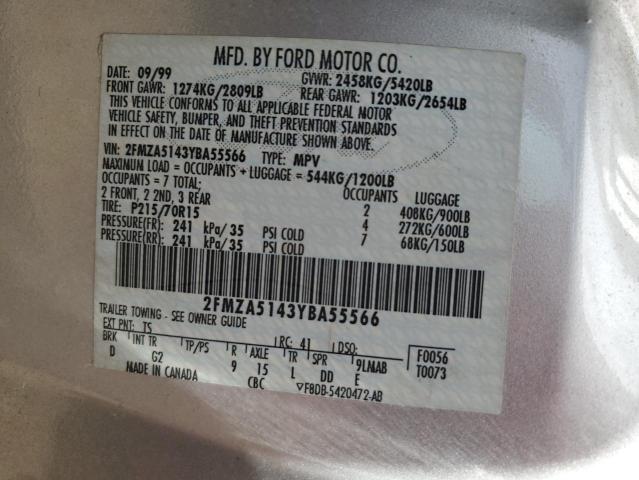 MFD. BY FORD MOTOR CO.
DATE: 09/99 GVWR: 2458KG/5420LB
FRONT GAWR: 1274KG/2809LB REAR GAWR: 1203KG/2654LB
THIS VEHICLE CONFORMS TO ALL APPLICABLE FEDERAL MOTOR
VEHICLE SAFETY, BUMPER, AND THEFT PREVENTION STANDARDS
IN EFFECT ON THE DATE OF MANUFACTURE SHOWN ABOVE.
VIN: 2FMZA5143YBA55566 TYPE: MPV
MAXIMUM LOAD = OCCUPANTS + LUGGAGE = 544KG/1200LB
OCCUPANTS = 7 TOTAL; OCCUPANTS LUGGAGE
2 FRONT, 2 2ND, 3 REAR 2 408KG/900LB
TIRE: P215/70R15 4 272KG/600LB
PRESSURE(FR): 241 kPa/35 PSI COLD 7 68KG/150LB
PRESSURE(RR): 241 kPa/35 PSI COLD
2FMZA5143YBA55566
TRAILER TOWING - SEE OWNER GUIDE
EXT PNT: TS RC: 41 DSO: F0056
BRK INT TR TP/PS R AXLE TR SPR 9LMAB T0073
D G2 9 15 L DD E
MADE IN CANADA CBC ▽F8DB-5420472-AB